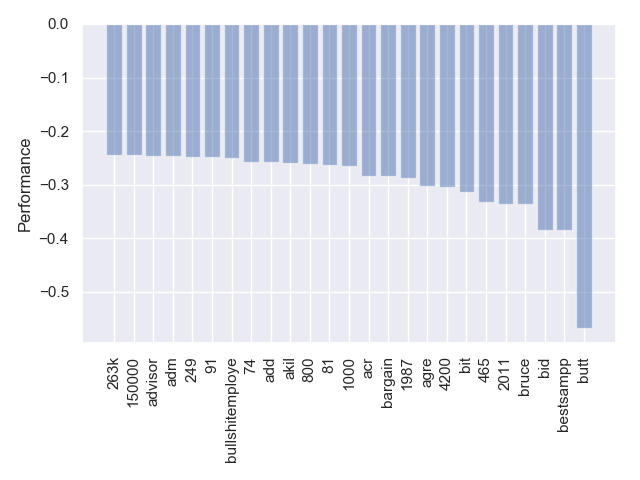 0.0
−0.1
−0.2
−0.3
−0.4
−0.5
Performance
263k
150000
advisor
adm
249
91
bullshitemploye
74
add
akil
800
81
1000
acr
bargain
1987
agre
4200
bit
465
2011
bruce
bid
bestsampp
butt